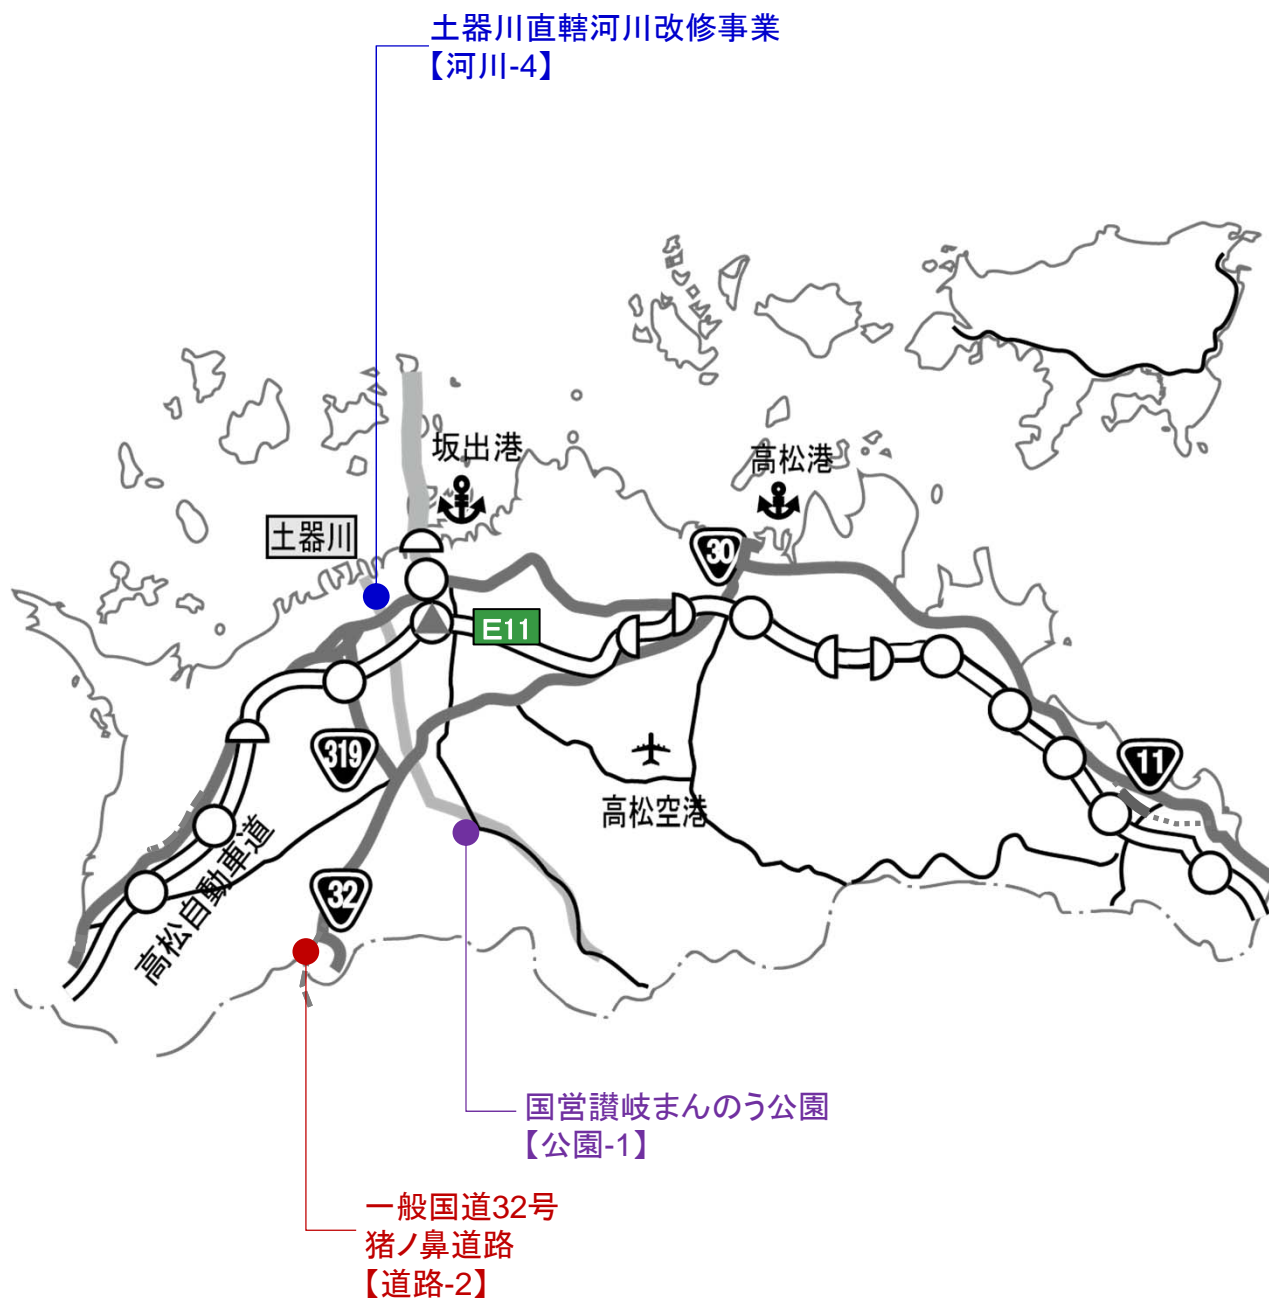 土器川直轄河川改修事業
【河川-4】
坂出港
高松港
土器川
30
E11
319
11
高松空港
高松自動車道
32
国営讃岐まんのう公園
【公園-1】
一般国道32号
猪ノ鼻道路
【道路-2】